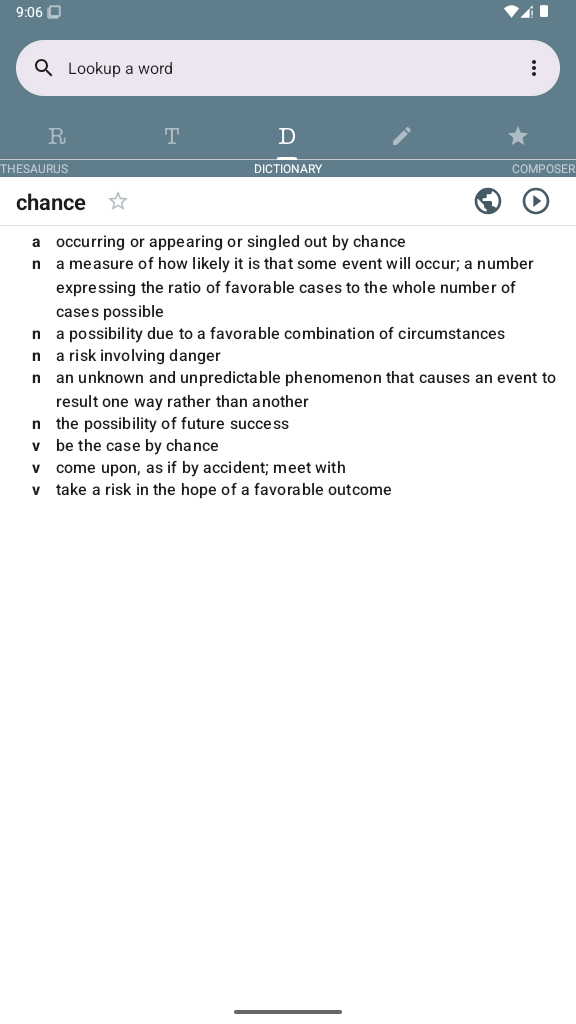 9:06
Lookup a word
R T D
THESAURUS DICTIONARY COMPOSER
chance
a occurring or appearing or singled out by chance
n a measure of how likely it is that some event will occur; a number
expressing the ratio of favorable cases to the whole number of
cases possible
n a possibility due to a favorable combination of circumstances
n a risk involving danger
n an unknown and unpredictable phenomenon that causes an event to
result one way rather than another
n the possibility of future success
v be the case by chance
v come upon, as if by accident; meet with
v take a risk in the hope of a favorable outcome